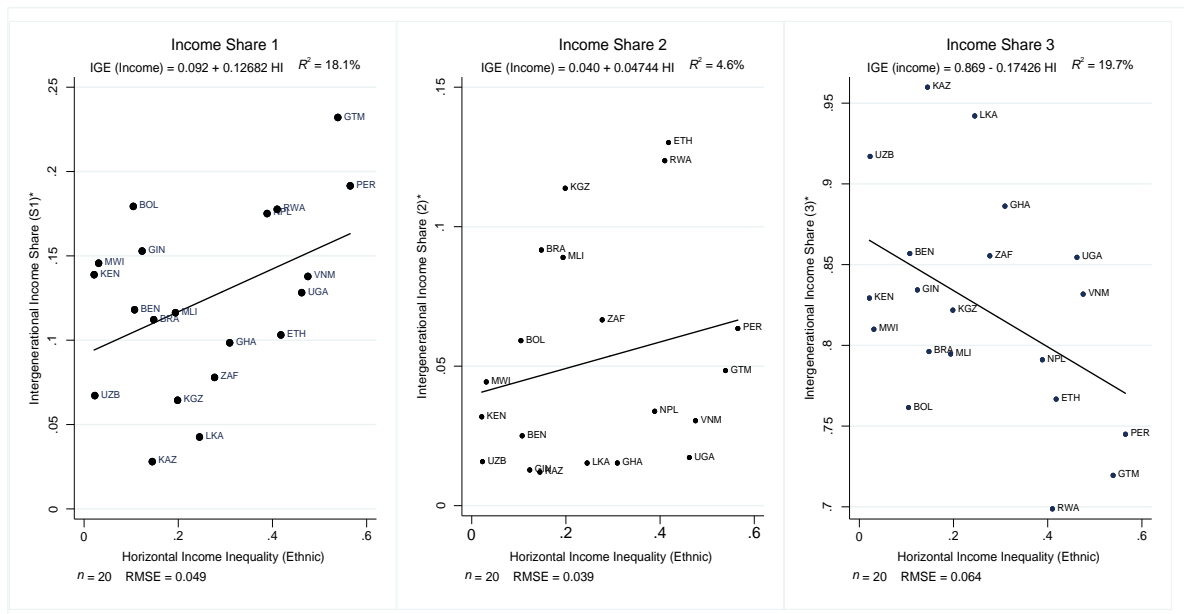 Income Share 1
IGE (Income) = 0.092 + 0.12682 HI R² = 18.1%
Intergenerational Income Share (S1)*
.25
.2
.15
.1
.05
0
GTM
PER
BOL
RWA
NPL
GIN
MWI
KEN
VNM
UGA
BEN
MLI
BRA
ETH
GHA
ZAF
UZB
KGZ
LKA
KAZ
0 .2 .4 .6
Horizontal Income Inequality (Ethnic)
n = 20 RMSE = 0.049
Income Share 2
IGE (Income) = 0.040 + 0.04744 HI R² = 4.6%
Intergenerational Income Share (2)*
.15
.1
.05
0
ETH
RWA
KGZ
BRA
MLI
ZAF
PER
BOL
GTM
MWI
NPL
KEN
VNM
BEN
UGA
UZB
LKA
GHA
GIN
KAZ
0 .2 .4 .6
Horizontal Income Inequality (Ethnic)
n = 20 RMSE = 0.039
Income Share 3
IGE (income) = 0.869 - 0.17426 HI R² = 19.7%
Intergenerational Income Share (3)*
.95
.9
.85
.8
.75
.7
KAZ
LKA
UZB
GHA
BEN
ZAF
UGA
GIN
VNM
KEN
KGZ
MWI
BRA
MLI
NPL
ETH
BOL
PER
GTM
RWA
0 .2 .4 .6
Horizontal Income Inequality (Ethnic)
n = 20 RMSE = 0.064